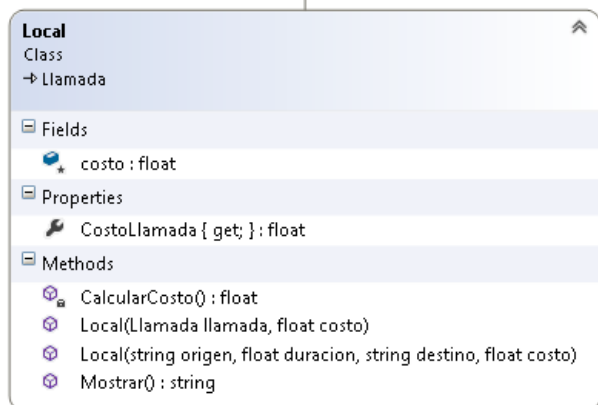 Local
Class
Llamada
Fields
costo : float
Properties
CostoLlamada { get; } : float
Methods
CalcularCosto() : float
Local(Llamada llamada, float costo)
Local(string origen, float duracion, string destino, float costo)
Mostrar() : string